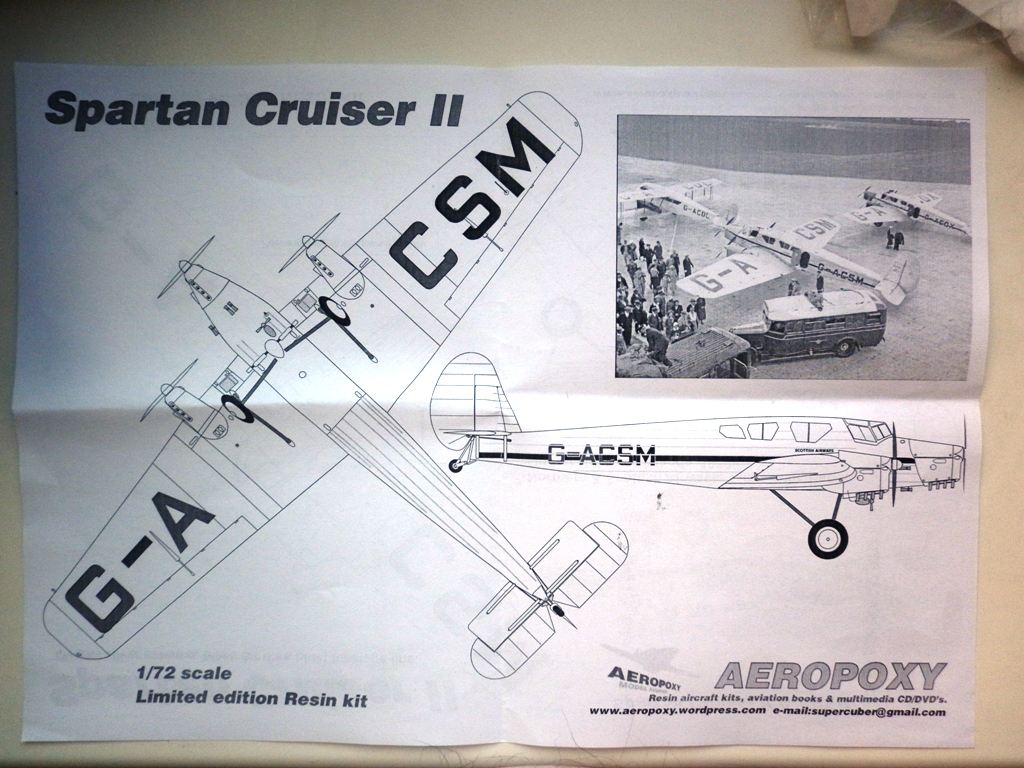 Spartan Cruiser II
CSM
G-A
G-ACSM
SCOTTISH AIRWAYS
G-A
CSM
G-ACSM
1/72 scale
Limited edition Resin kit
AEROPOXY
AEROPOXY
Resin aircraft kits, aviation books & multimedia CD/DVD's.
www.aeropoxy.wordpress.com e-mail:supercuber@gmail.com